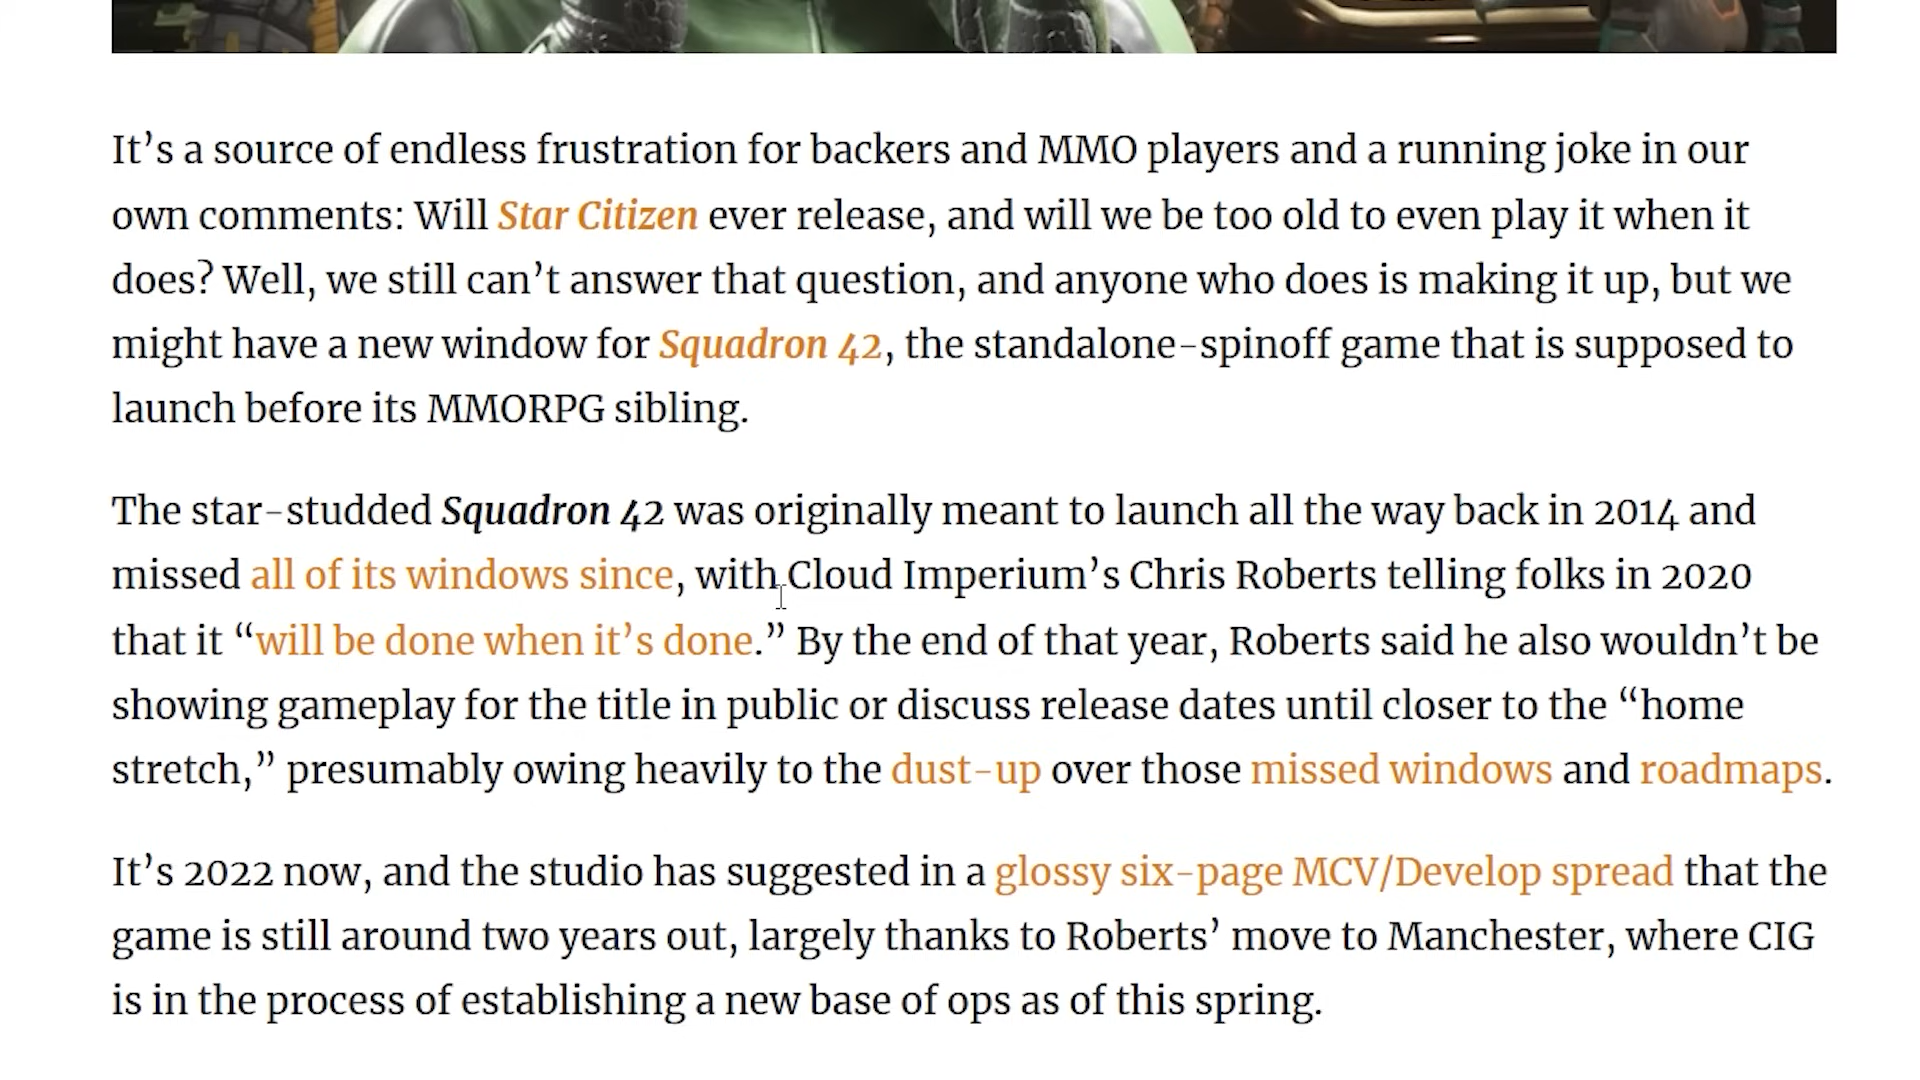 It’s a source of endless frustration for backers and MMO players and a running joke in our
own comments: Will Star Citizen ever release, and will we be too old to even play it when it
does? Well, we still can’t answer that question, and anyone who does is making it up, but we
might have a new window for Squadron 42, the standalone-spinoff game that is supposed to
launch before its MMORPG sibling.
The star-studded Squadron 42 was originally meant to launch all the way back in 2014 and
missed all of its windows since, with Cloud Imperium’s Chris Roberts telling folks in 2020
that it “will be done when it’s done.” By the end of that year, Roberts said he also wouldn’t be
showing gameplay for the title in public or discuss release dates until closer to the “home
stretch,” presumably owing heavily to the dust-up over those missed windows and roadmaps.
It’s 2022 now, and the studio has suggested in a glossy six-page MCV/Develop spread that the
game is still around two years out, largely thanks to Roberts’ move to Manchester, where CIG
is in the process of establishing a new base of ops as of this spring.